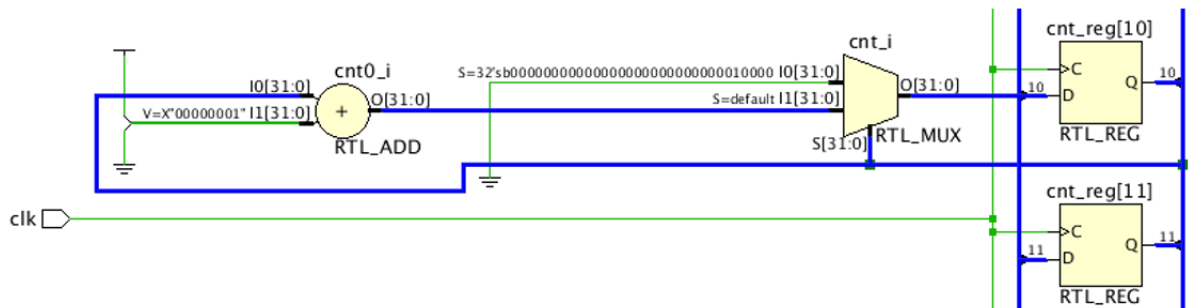 cnt_reg[10]
cnt_i
cnt0_i
S=32'sb00000000000000000000000000010000 I0[31:0]
C
Q
10
I0[31:0]
O[31:0]
10
D
V=X"00000001" I1[31:0]
+
O[31:0]
S=default I1[31:0]
RTL_REG
RTL_ADD
S[31:0]
RTL_MUX
cnt_reg[11]
clk
C
Q
11
11
D
RTL_REG